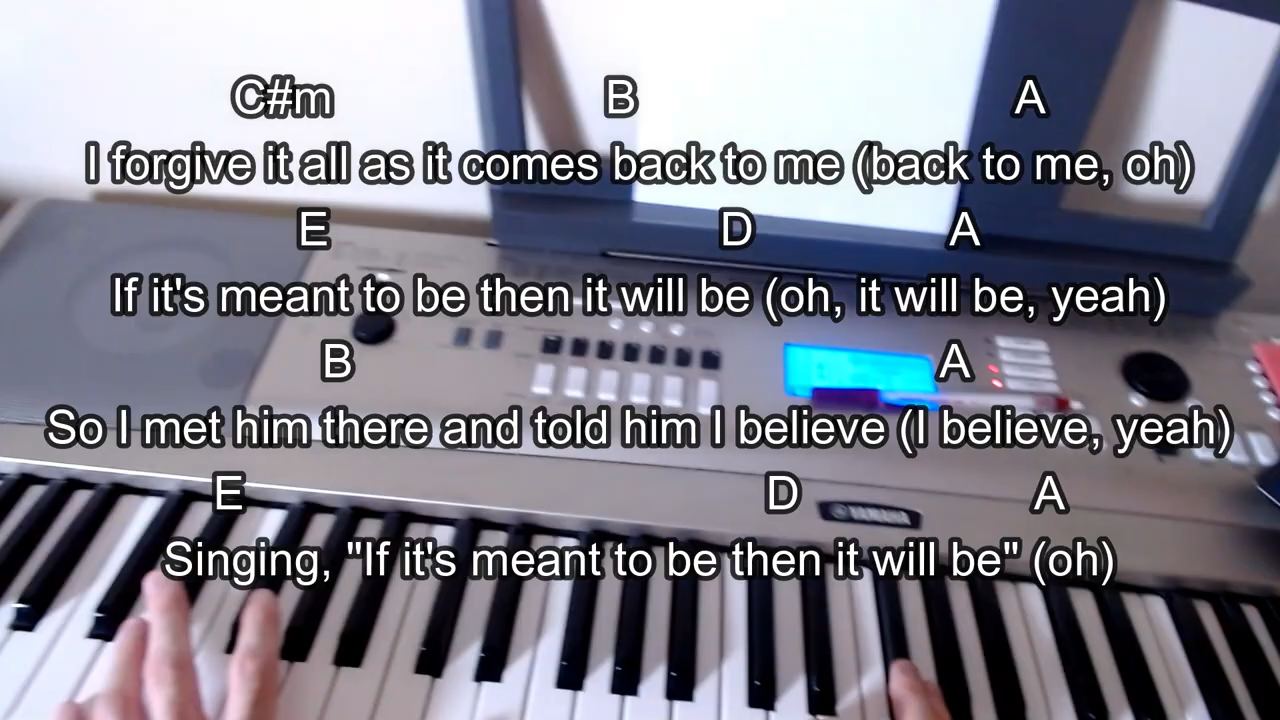 C#m B A
I forgive it all as it comes back to me (back to me, oh)
E D A
If it's meant to be then it will be (oh, it will be, yeah)
B A
So I met him there and told him I believe (I believe, yeah)
E D A
Singing, "If it's meant to be then it will be" (oh)
YAMAHA